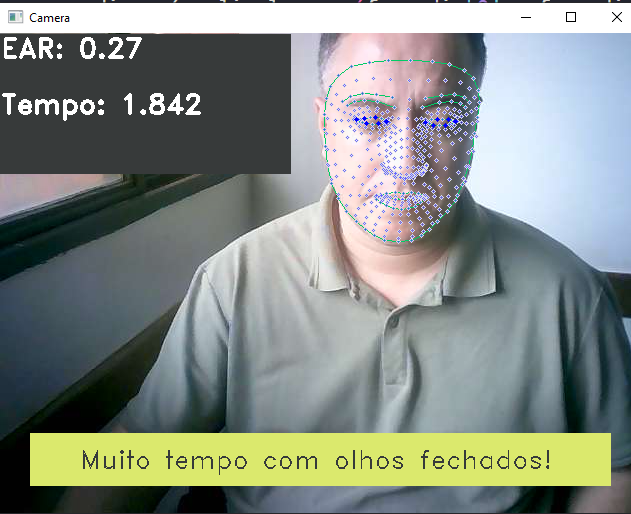 Camera
EAR: 0.27
Tempo: 1.842
Muito tempo com olhos fechados!